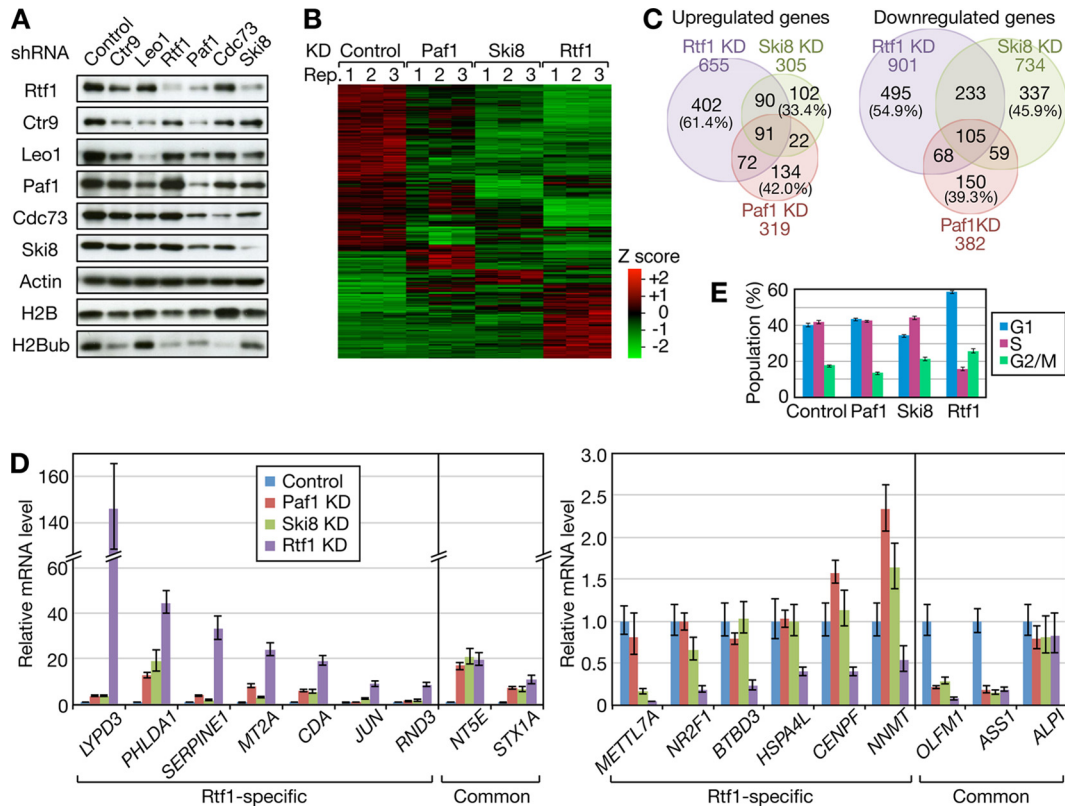 A
shRNA
Control
Ctr9
Leo1
Rtf1
Paf1
Cdc73
Ski8
Rtf1
Ctr9
Leo1
Paf1
Cdc73
Ski8
Actin
H2B
H2Bub
B
KD Control Paf1 Ski8 Rtf1
Rep. 1 2 3 1 2 3 1 2 3 1 2 3
Z score
+2
+1
0
-1
-2
C
Upregulated genes
Rtf1 KD
655
Ski8 KD
305
402
(61.4%)
90
102
(33.4%)
91
22
72
134
(42.0%)
Paf1 KD
319
Downregulated genes
Rtf1 KD
901
Ski8 KD
734
495
(54.9%)
233
337
(45.9%)
105
68
59
150
(39.3%)
Paf1KD
382
E
Population (%)
60
40
20
0
Control Paf1 Ski8 Rtf1
G1
S
G2/M
D
Relative mRNA level
160
140
60
40
20
0
Control
Paf1 KD
Ski8 KD
Rtf1 KD
LYPD3
PHLDA1
SERPINE1
MT2A
CDA
JUN
RND3
NT5E
STX1A
Rtf1-specific
Common
Relative mRNA level
3.0
2.5
2.0
1.5
1.0
0.5
0
METTL7A
NR2F1
BTBD3
HSPA4L
CENPF
NNMT
OLFM1
ASS1
ALPI
Rtf1-specific
Common